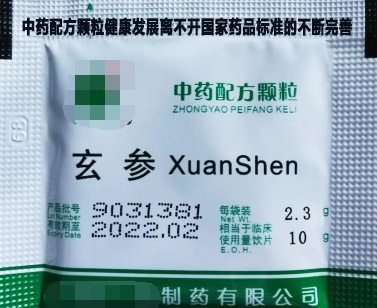 中药配方颗粒健康发展离不开国家药品标准的不断完善
中药配方颗粒
ZHONGYAO PEIFANG KELI
玄参 XuanShen
产品批号 9031381 每袋装 2.3 g
Lot Number Net Wt.
有效期至 2022.02 相当于临床
Expiry Date 使用量饮片 10 g
E.O.H.
制药有限公司